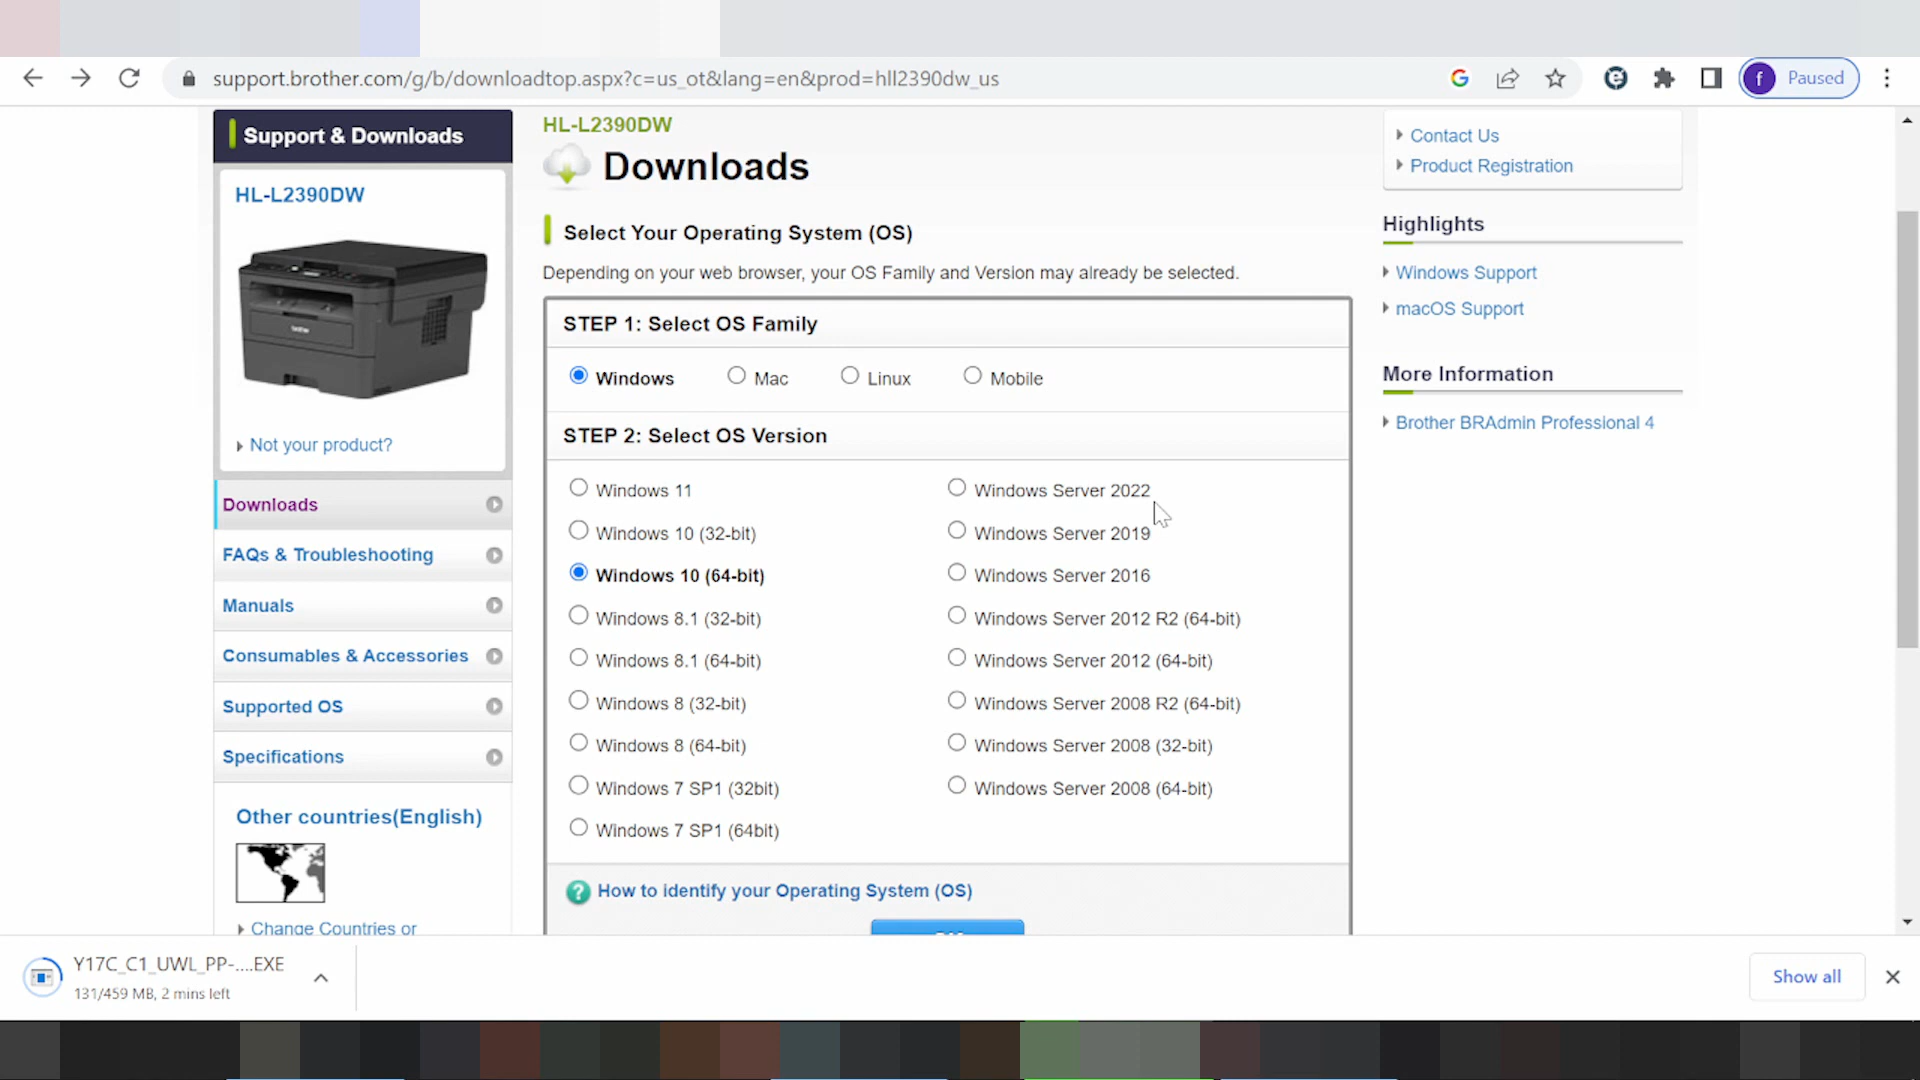 support.brother.com/g/b/downloadtop.aspx?c=us_ot&lang=en&prod=hll2390dw_us
f
Paused
Support & Downloads
HL-L2390DW
brother
Not your product?
Downloads
FAQs & Troubleshooting
Manuals
Consumables & Accessories
Supported OS
Specifications
Other countries(English)
Change Countries or
HL-L2390DW
Downloads
Select Your Operating System (OS)
Depending on your web browser, your OS Family and Version may already be selected.
STEP 1: Select OS Family
Windows
Mac
Linux
Mobile
STEP 2: Select OS Version
Windows 11
Windows 10 (32-bit)
Windows 10 (64-bit)
Windows 8.1 (32-bit)
Windows 8.1 (64-bit)
Windows 8 (32-bit)
Windows 8 (64-bit)
Windows 7 SP1 (32bit)
Windows 7 SP1 (64bit)
Windows Server 2022
Windows Server 2019
Windows Server 2016
Windows Server 2012 R2 (64-bit)
Windows Server 2012 (64-bit)
Windows Server 2008 R2 (64-bit)
Windows Server 2008 (32-bit)
Windows Server 2008 (64-bit)
? How to identify your Operating System (OS)
Contact Us
Product Registration
Highlights
Windows Support
macOS Support
More Information
Brother BRAdmin Professional 4
Y17C_C1_UWL_PP-....EXE
131/459 MB, 2 mins left
Show all